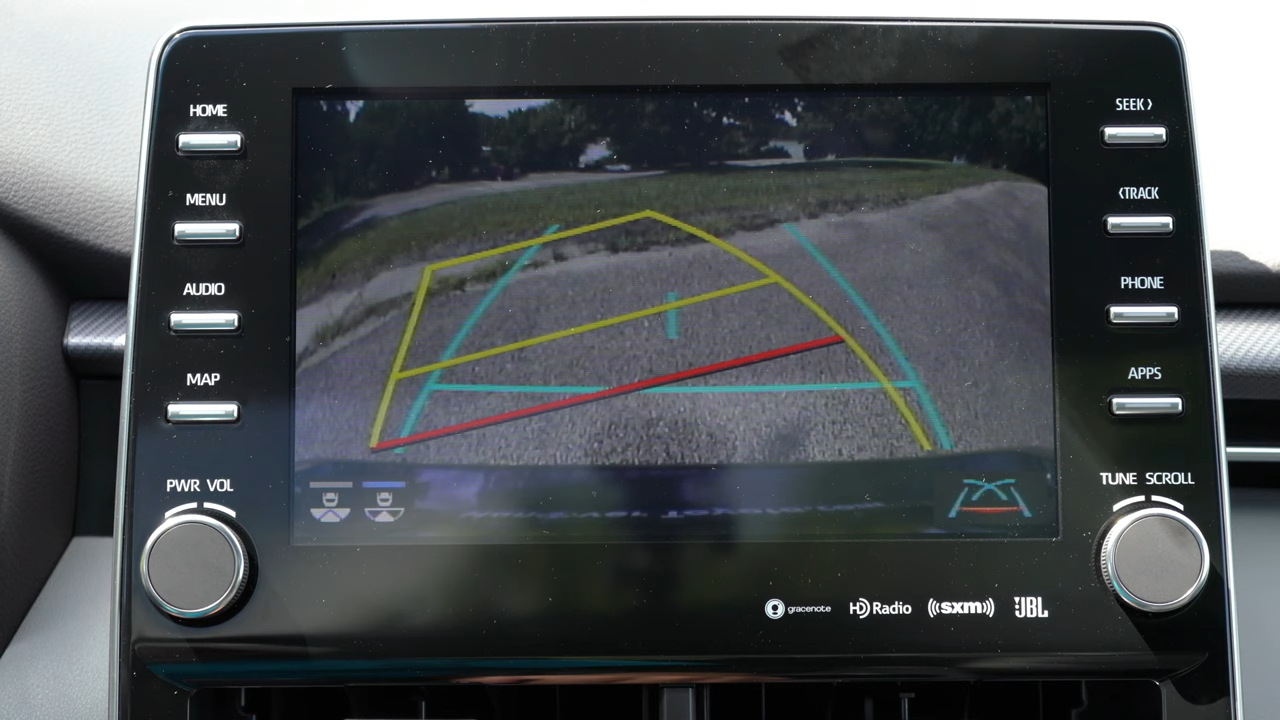 HOME
MENU
AUDIO
MAP
PWR VOL
SEEK >
< TRACK
PHONE
APPS
TUNE SCROLL
gracenote
HD Radio
((sxm))
JBL